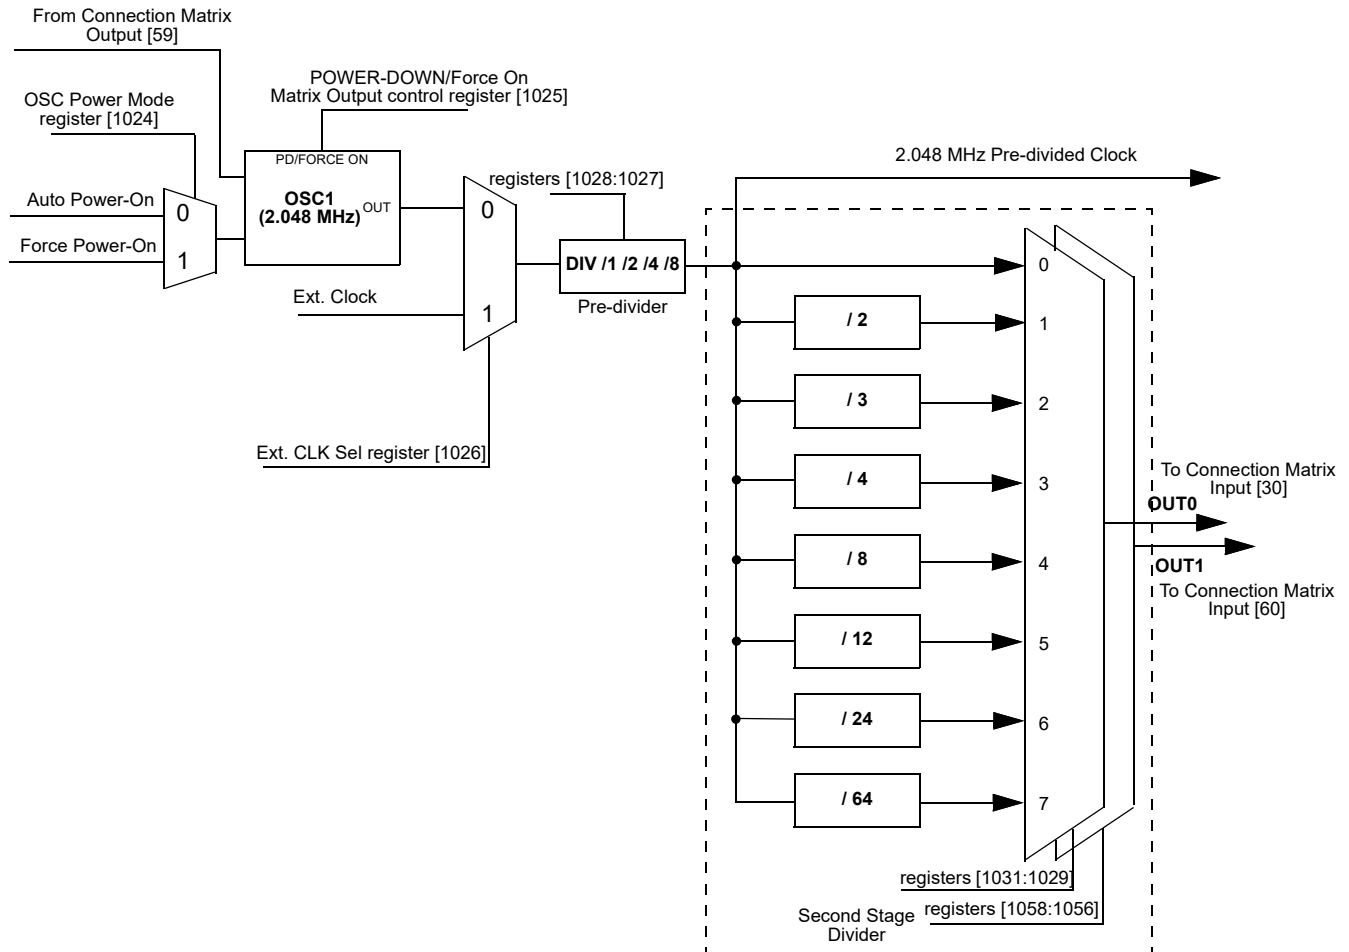 From Connection Matrix
Output [59]
POWER-DOWN/Force On
Matrix Output control register [1025]
OSC Power Mode
register [1024]
PD/FORCE ON
OSC1
(2.048 MHz)
OUT
Auto Power-On
0
Force Power-On
1
0
Ext. Clock
1
Ext. CLK Sel register [1026]
registers [1028:1027]
DIV /1 /2 /4 /8
Pre-divider
2.048 MHz Pre-divided Clock
0
/ 2
1
/ 3
2
/ 4
3
/ 8
4
/ 12
5
/ 24
6
/ 64
7
To Connection Matrix
Input [30]
OUT0
OUT1
To Connection Matrix
Input [60]
registers [1031:1029]
registers [1058:1056]
Second Stage
Divider